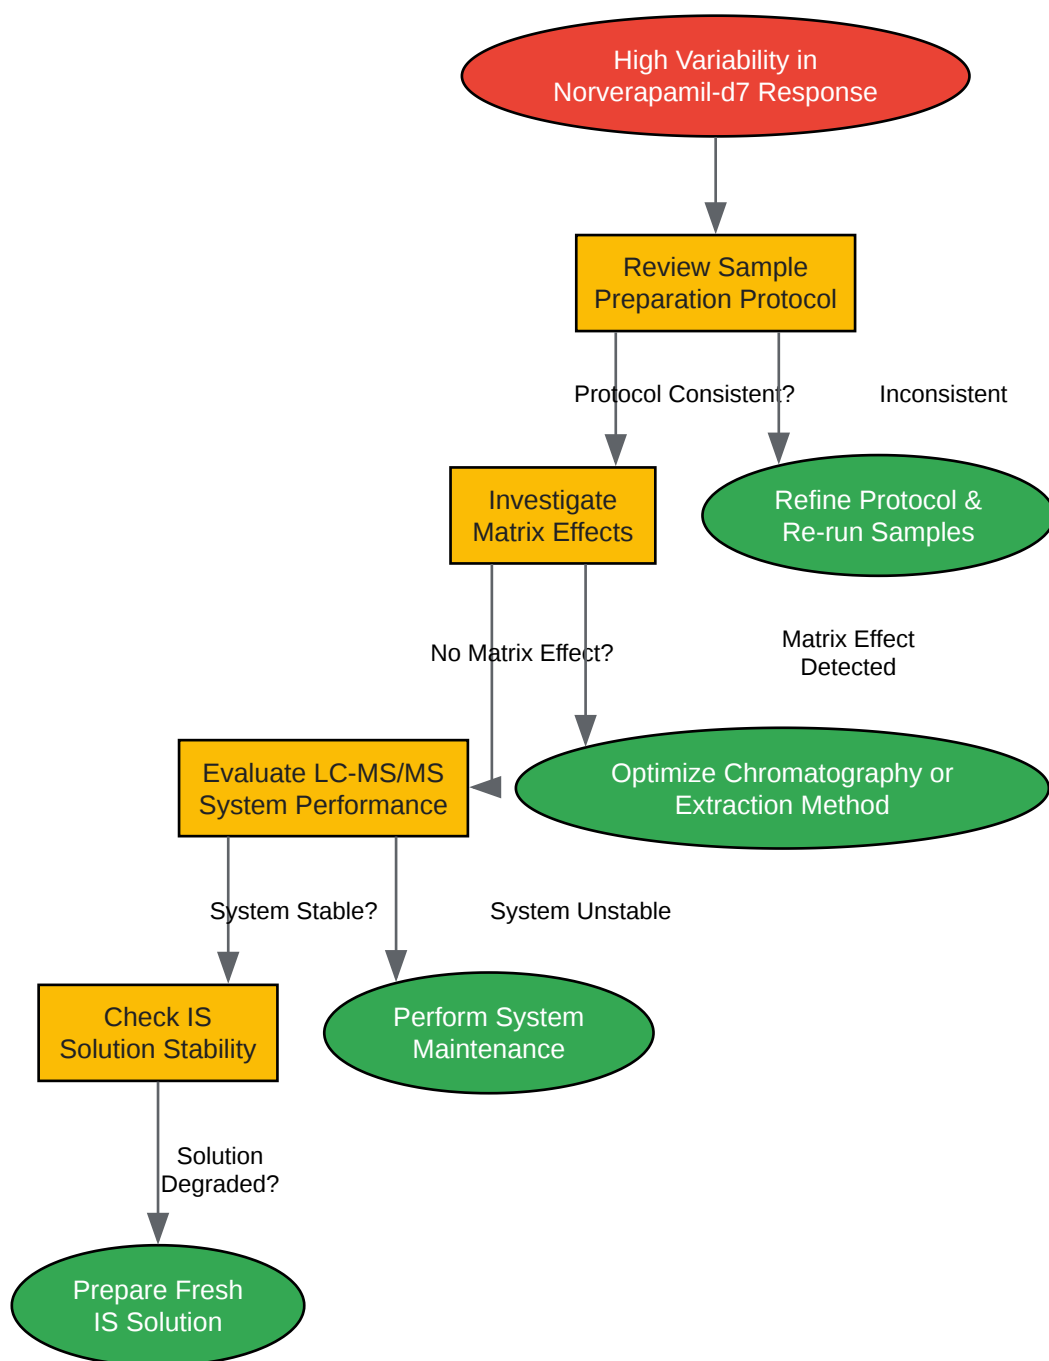 High Variability in
Norverapamil-d7 Response
Review Sample
Preparation Protocol
Protocol Consistent?
Inconsistent
Investigate
Matrix Effects
Refine Protocol &
Re-run Samples
No Matrix Effect?
Matrix Effect
Detected
Evaluate LC-MS/MS
System Performance
Optimize Chromatography or
Extraction Method
System Stable?
System Unstable
Check IS
Solution Stability
Perform System
Maintenance
Solution
Degraded?
Prepare Fresh
IS Solution